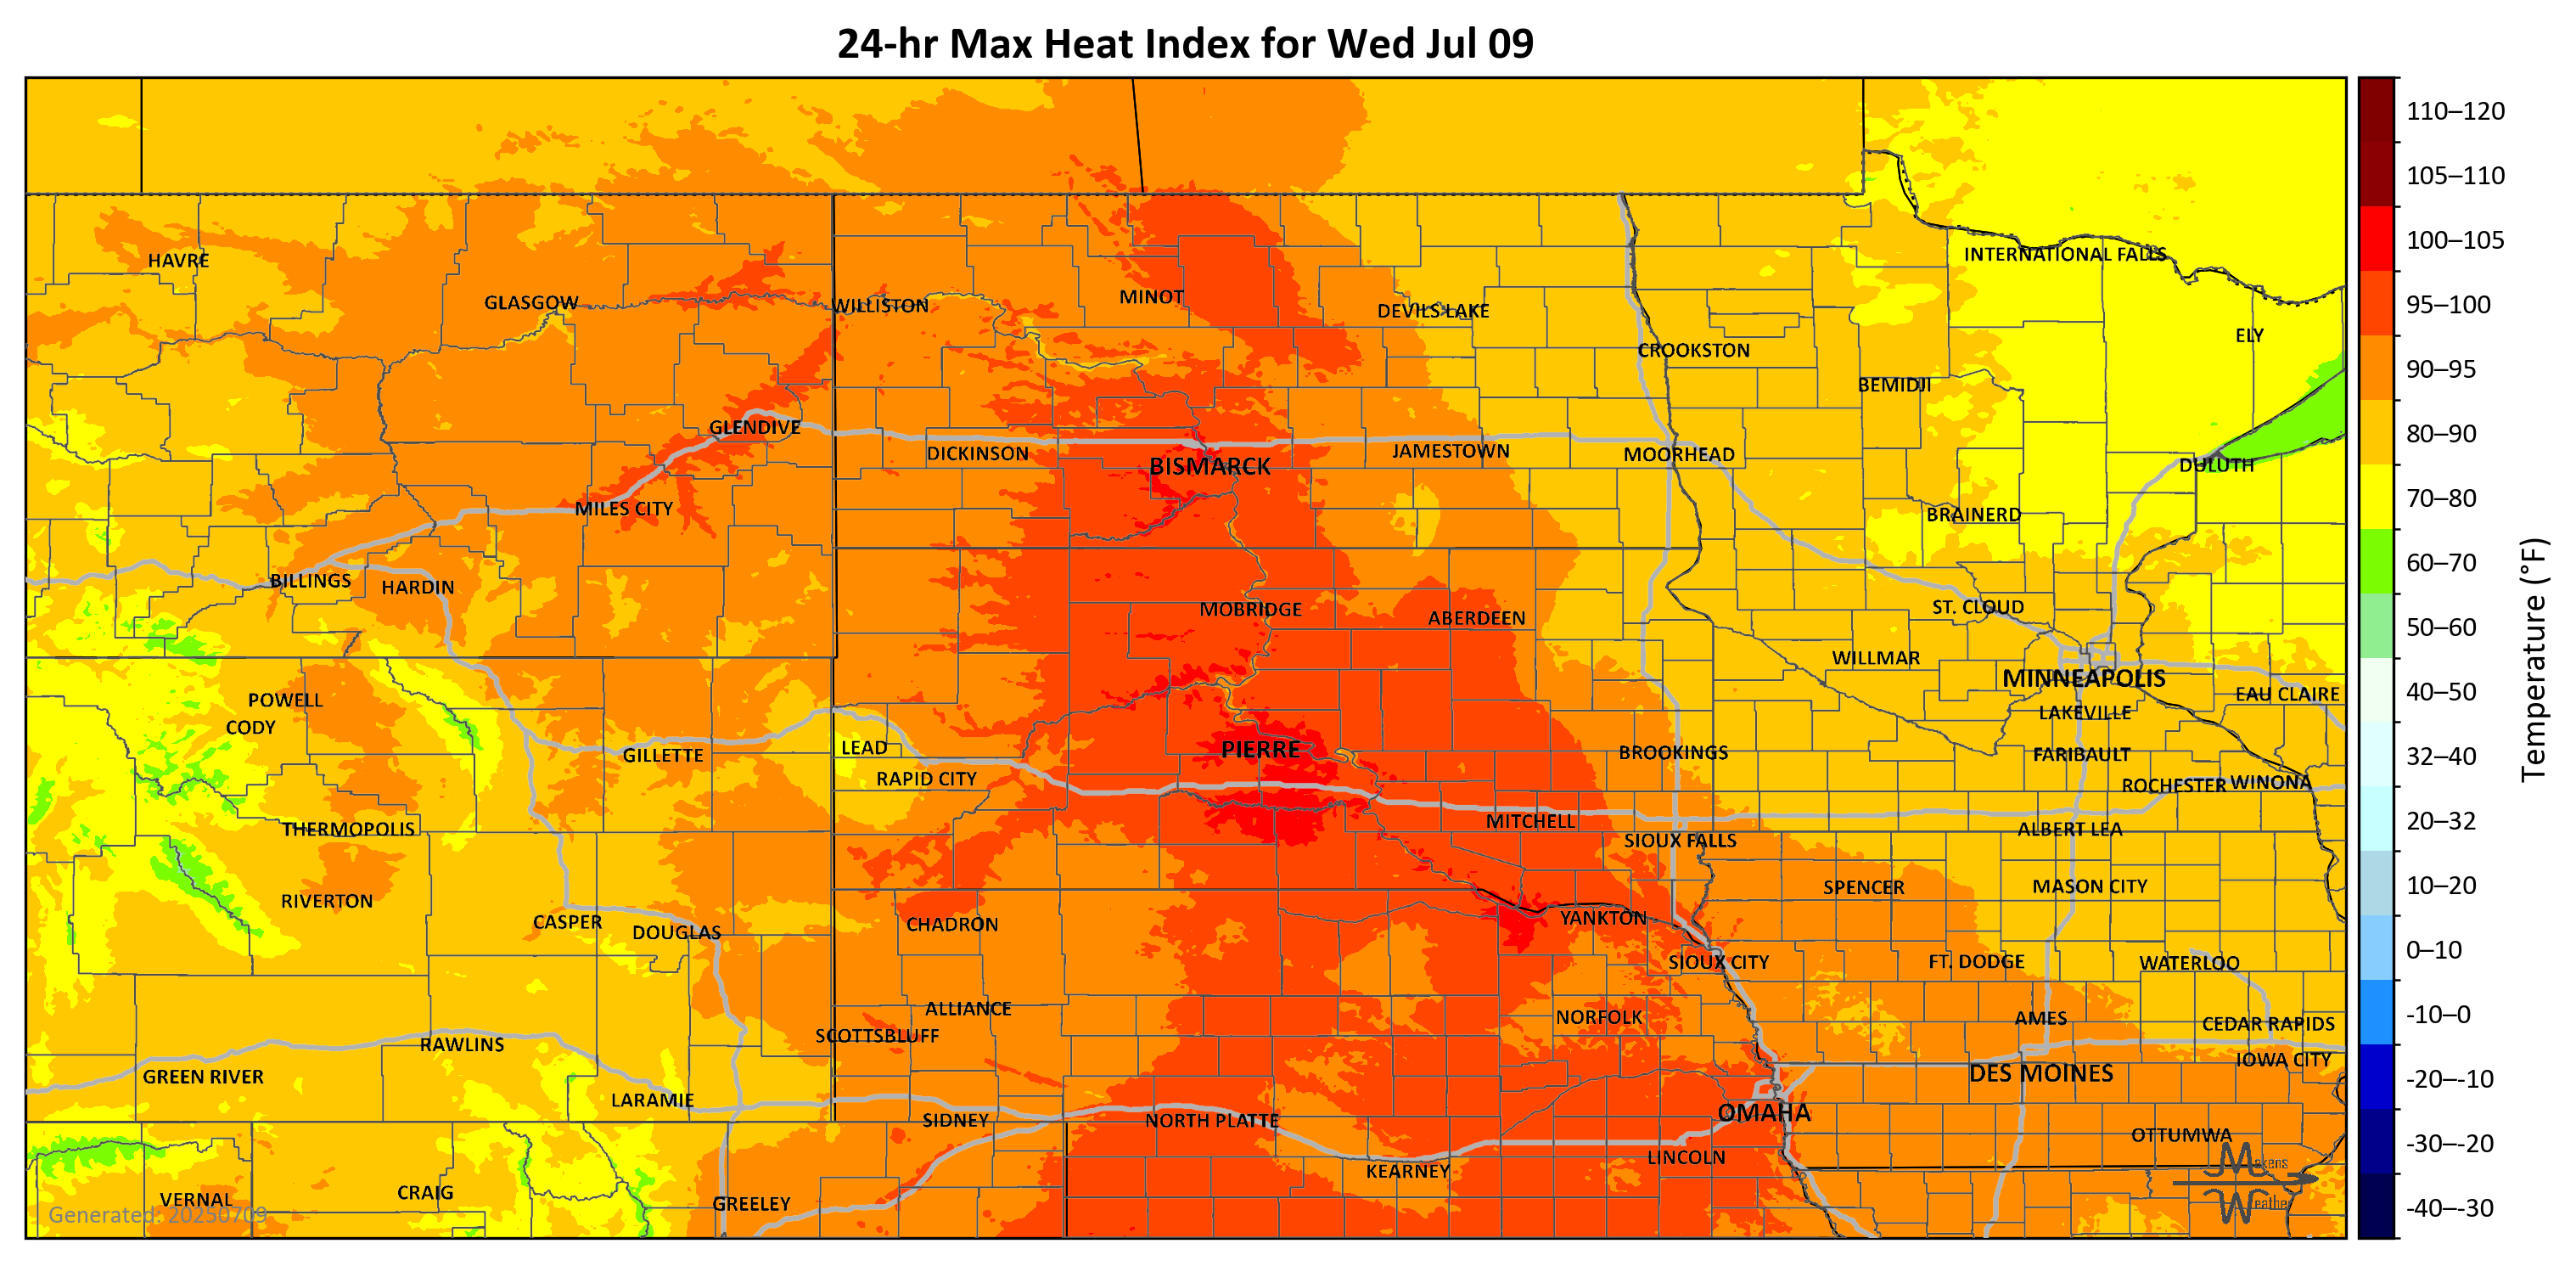 24-hr Max Heat Index for Wed Jul 09
110–120
105–110
100–105
95–100
90–95
80–90
70–80
60–70
50–60
40–50
32–40
20–32
10–20
0–10
-10–0
-20–-10
-30–-20
-40–-30
Temperature (°F)
HAVRE
INTERNATIONAL FALLS
GLASGOW
WILLISTON
MINOT
DEVILS LAKE
ELY
CROOKSTON
BEMIDJI
GLENDIVE
DICKINSON
BISMARCK
JAMESTOWN
MOORHEAD
DULUTH
MILES CITY
BRAINERD
BILLINGS
HARDIN
MOBRIDGE
ABERDEEN
ST. CLOUD
WILLMAR
MINNEAPOLIS
POWELL
EAU CLAIRE
CODY
LAKEVILLE
GILLETTE
LEAD
PIERRE
BROOKINGS
FARIBAULT
RAPID CITY
ROCHESTER
WINONA
THERMOPOLIS
MITCHELL
SIOUX FALLS
ALBERT LEA
RIVERTON
SPENCER
MASON CITY
CASPER
DOUGLAS
CHADRON
YANKTON
SIOUX CITY
FT. DODGE
WATERLOO
ALLIANCE
NORFOLK
AMES
CEDAR RAPIDS
SCOTTSBLUFF
RAWLINS
IOWA CITY
GREEN RIVER
DES MOINES
LARAMIE
SIDNEY
NORTH PLATTE
OMAHA
OTTUMWA
KEARNEY
LINCOLN
VERNAL
CRAIG
GREELEY
Makens
Weather
Generated: 20250709